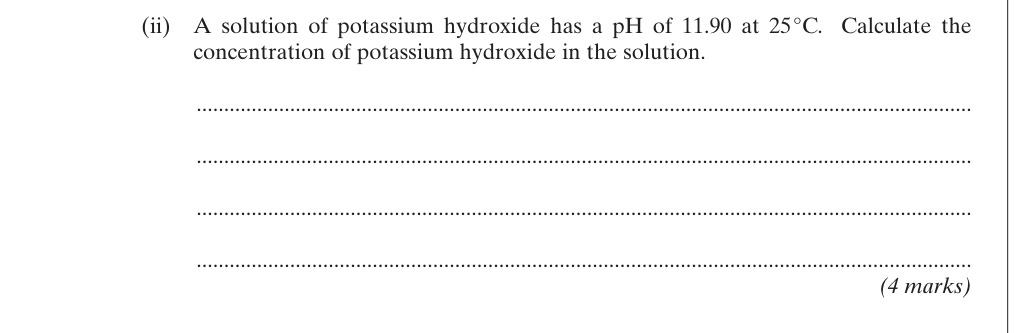 (ii) A solution of potassium hydroxide has a pH of 11.90 at 25°C. Calculate the
concentration of potassium hydroxide in the solution.
(4 marks)